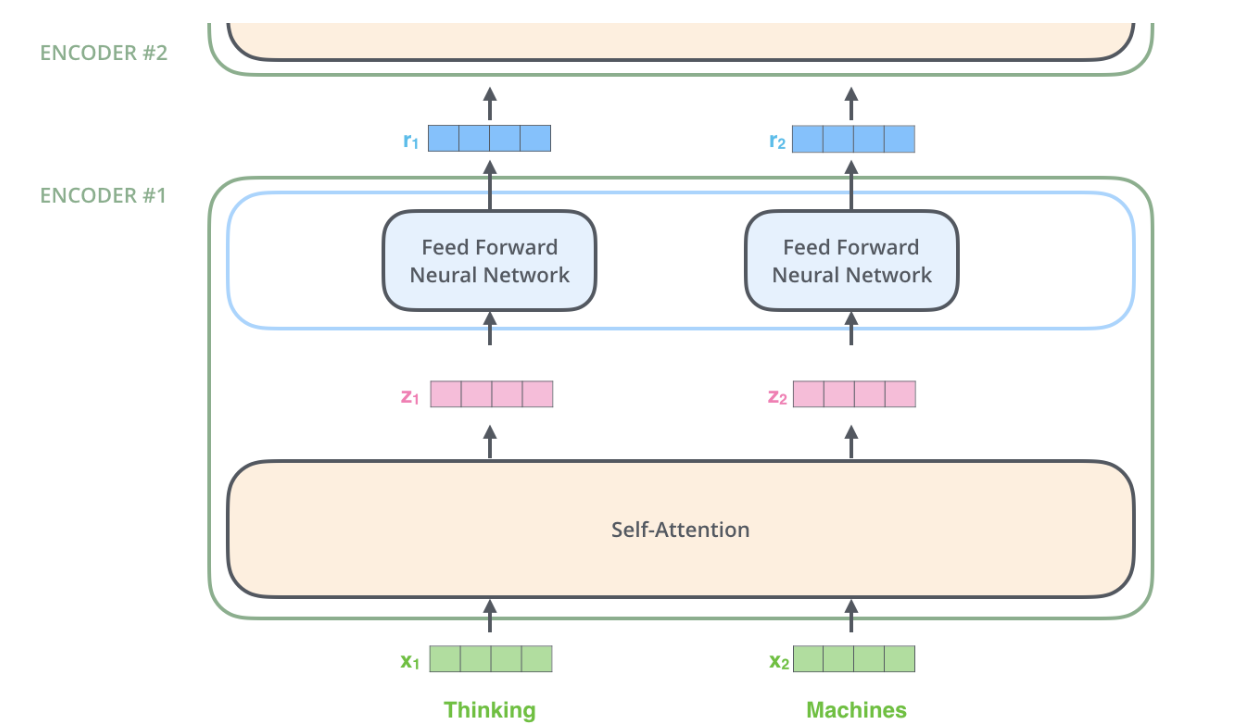 ENCODER #2
r₁
r₂
ENCODER #1
Feed Forward
Neural Network
Feed Forward
Neural Network
z₁
z₂
Self-Attention
x₁
x₂
Thinking
Machines